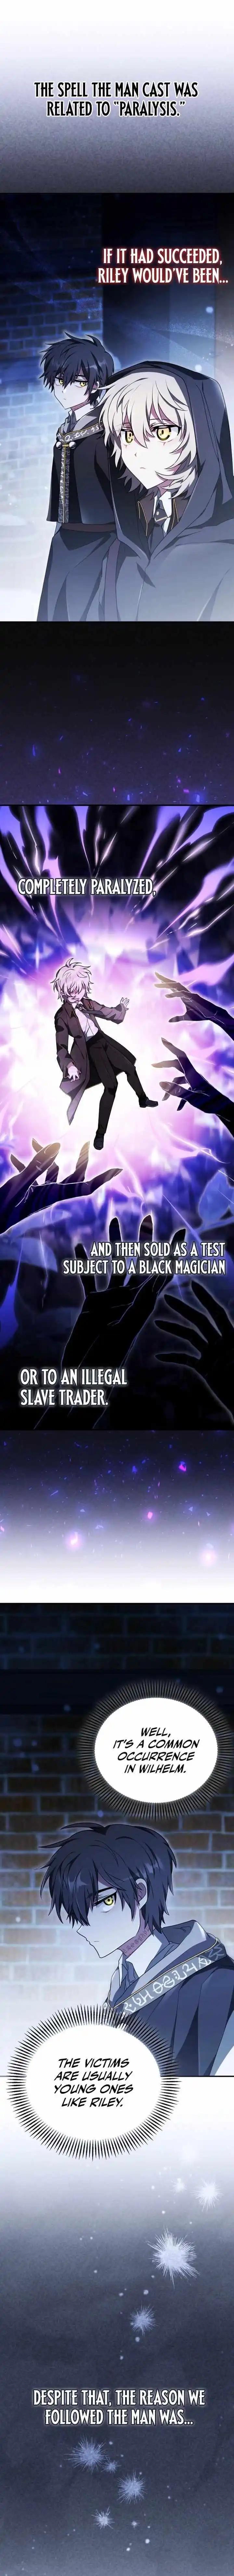 THE SPELL THE MAN CAST WAS
RELATED TO "PARALYSIS."
IF IT HAD SUCCEEDED,
RILEY WOULD'VE BEEN...
COMPLETELY PARALYZED,
AND THEN SOLD AS A TEST
SUBJECT TO A BLACK MAGICIAN
OR TO AN ILLEGAL
SLAVE TRADER.
WELL,
IT'S A COMMON
OCCURRENCE
IN WILHELM.
THE VICTIMS
ARE USUALLY
YOUNG ONES
LIKE RILEY.
DESPITE THAT, THE REASON WE
FOLLOWED THE MAN WAS...